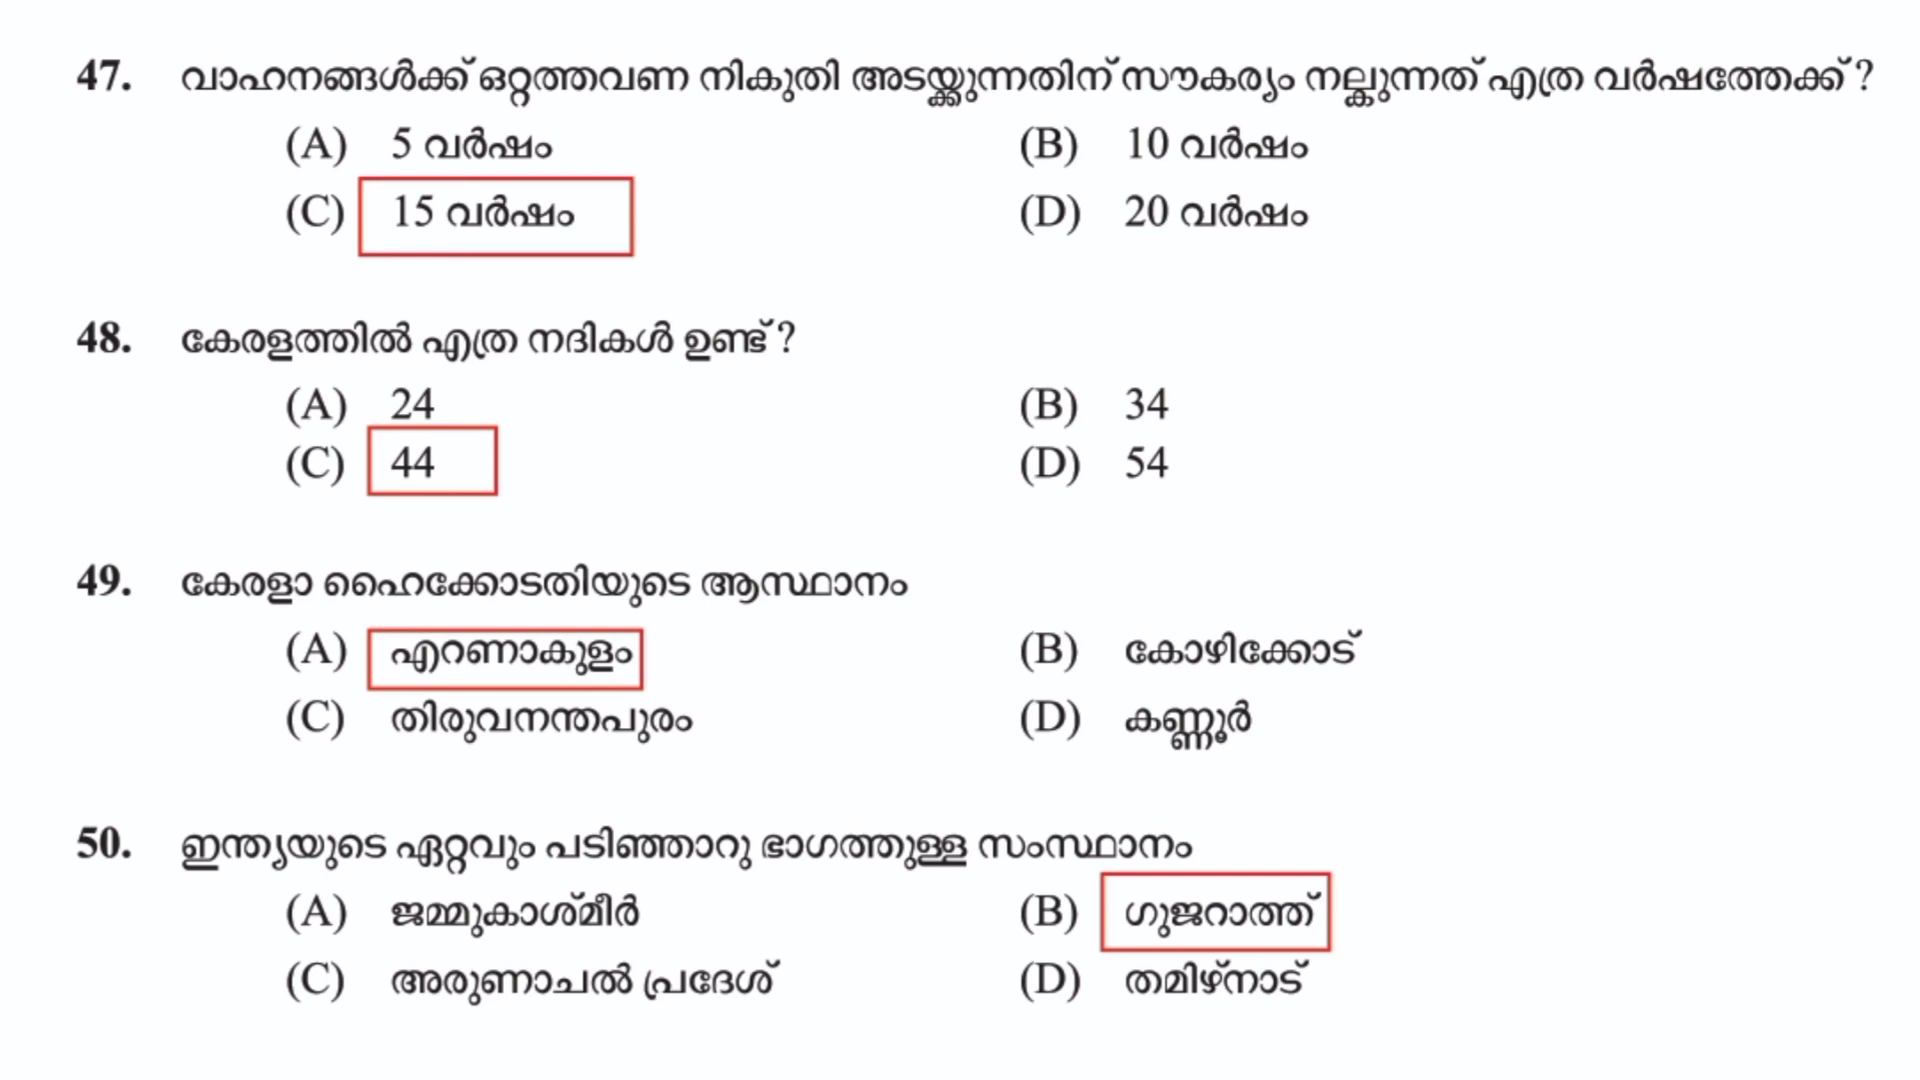 47. വാഹനങ്ങൾക്ക് ഒറ്റത്തവണ നികുതി അടയ്ക്കുന്നതിന് സൗകര്യം നല്കുന്നത് എത്ര വർഷത്തേക്ക് ?
(A) 5 വർഷം (B) 10 വർഷം
(C) 15 വർഷം (D) 20 വർഷം
48. കേരളത്തിൽ എത്ര നദികൾ ഉണ്ട് ?
(A) 24 (B) 34
(C) 44 (D) 54
49. കേരളാ ഹൈക്കോടതിയുടെ ആസ്ഥാനം
(A) എറണാകുളം (B) കോഴിക്കോട്
(C) തിരുവനന്തപുരം (D) കണ്ണൂർ
50. ഇന്ത്യയുടെ ഏറ്റവും പടിഞ്ഞാറു ഭാഗത്തുള്ള സംസ്ഥാനം
(A) ജമ്മുകാശ്മീർ (B) ഗുജറാത്ത്
(C) അരുണാചൽ പ്രദേശ് (D) തമിഴ്നാട്